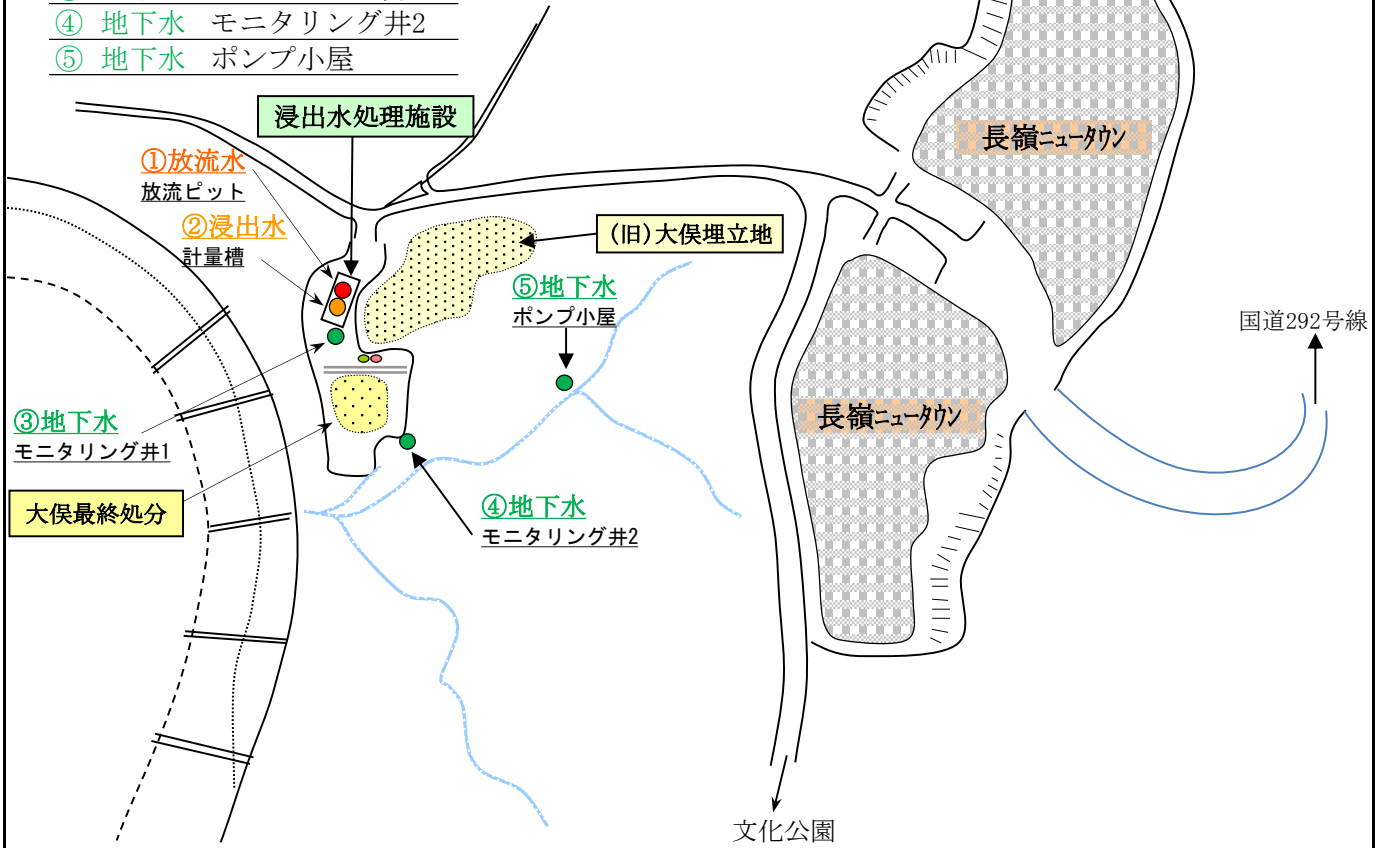 ④ 地下水 モニタリング井2
⑤ 地下水 ポンプ小屋
浸出水処理施設
長嶺ニュータウン
①放流水
放流ピット
②浸出水
計量槽
(旧)大俣埋立地
⑤地下水
ポンプ小屋
国道292号線
③地下水
モニタリング井1
長嶺ニュータウン
大俣最終処分
④地下水
モニタリング井2
文化公園